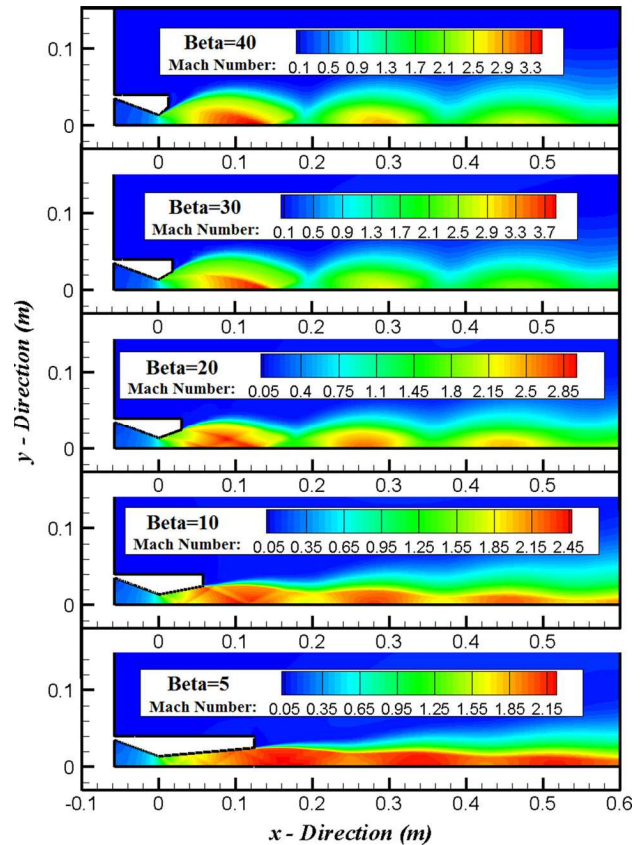 Beta=40
Mach Number: 0.1 0.5 0.9 1.3 1.7 2.1 2.5 2.9 3.3
0.1
0
0 0.1 0.2 0.3 0.4 0.5
Beta=30
Mach Number: 0.1 0.5 0.9 1.3 1.7 2.1 2.5 2.9 3.3 3.7
0.1
0
0 0.1 0.2 0.3 0.4 0.5
Beta=20
Mach Number: 0.05 0.4 0.75 1.1 1.45 1.8 2.15 2.5 2.85
0.1
0
0 0.1 0.2 0.3 0.4 0.5
Beta=10
Mach Number: 0.05 0.35 0.65 0.95 1.25 1.55 1.85 2.15 2.45
0.1
0
0 0.1 0.2 0.3 0.4 0.5
Beta=5
Mach Number: 0.05 0.35 0.65 0.95 1.25 1.55 1.85 2.15
0.1
0
-0.1 0 0.1 0.2 0.3 0.4 0.5 0.6
x - Direction (m)
y - Direction (m)